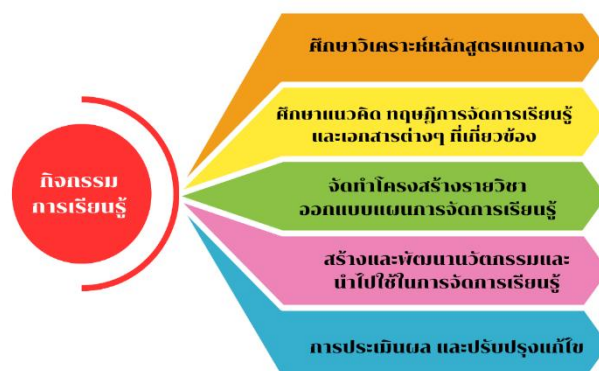 กิจกรรม
การเรียนรู้
ศึกษาวิเคราะห์หลักสูตรแกนกลาง
ศึกษาแนวคิด ทฤษฎีการจัดการเรียนรู้
และเอกสารต่างๆ ที่เกี่ยวข้อง
จัดทำโครงสร้างรายวิชา
ออกแบบแผนการจัดการเรียนรู้
สร้างและพัฒนานวัตกรรมและ
นำไปใช้ในการจัดการเรียนรู้
การประเมินผล และปรับปรุงแก้ไข